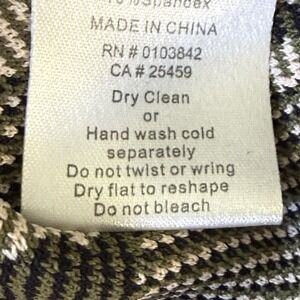 10%Spandex
MADE IN CHINA
RN # 0103842
CA # 25459
Dry Clean
or
Hand wash cold
separately
Do not twist or wring
Dry flat to reshape
Do not bleach